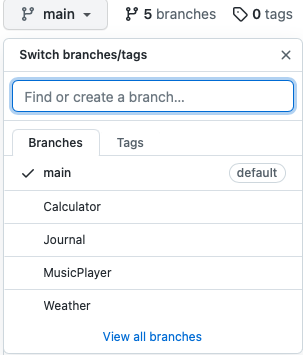 main 5 branches 0 tags
Switch branches/tags
Find or create a branch...
Branches Tags
main default
Calculator
Journal
MusicPlayer
Weather
View all branches